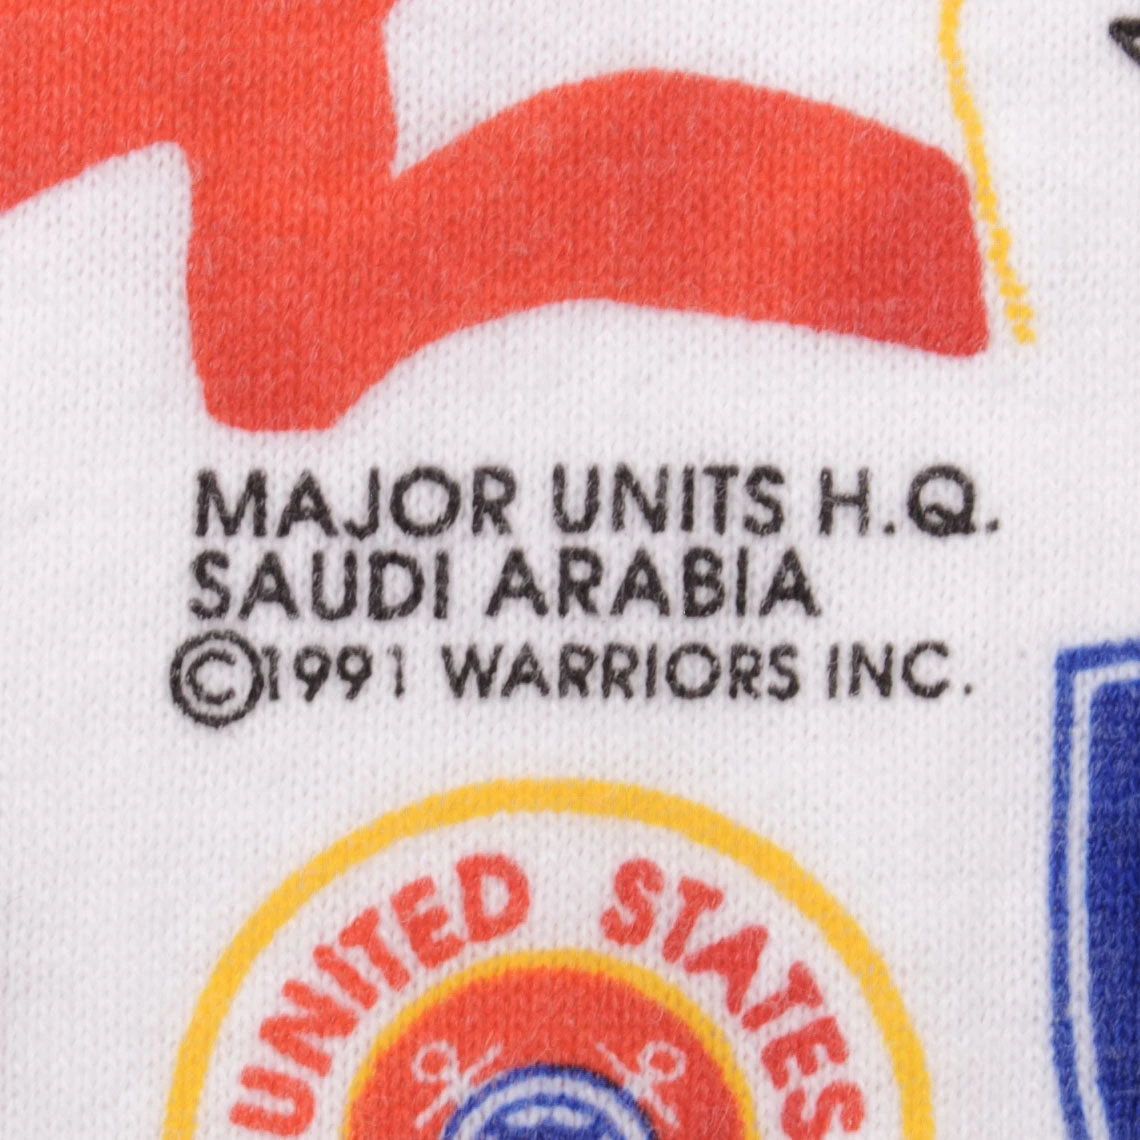 MAJOR UNITS H.Q.
SAUDI ARABIA
©1991 WARRIORS INC.
UNITED STATES